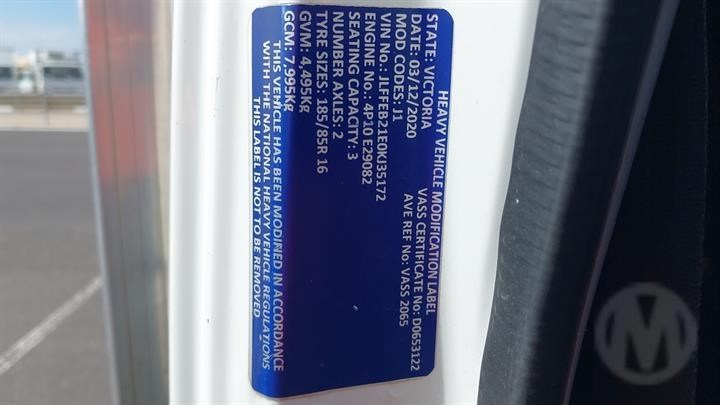 HEAVY VEHICLE MODIFICATION LABEL
STATE: VICTORIA VASS CERTIFICATE No: D0653122
DATE: 03/12/2020 AVE REF No: VASS 2065
MOD CODES: J1
VIN No: JLFFEB21E0KJ35172
ENGINE No: 4P10 E29082
SEATING CAPACITY: 3
NUMBER AXLES: 2
TYRE SIZES: 185/85R 16
GVM: 4,495Kg
GCM: 7,995Kg
THIS VEHICLE HAS BEEN MODINED IN ACCORDANCE
WITH THE NATIONAL HEAVY VEHICLE REGULATIONS
THIS LABEL IS NOT TO BE REMOVED
M